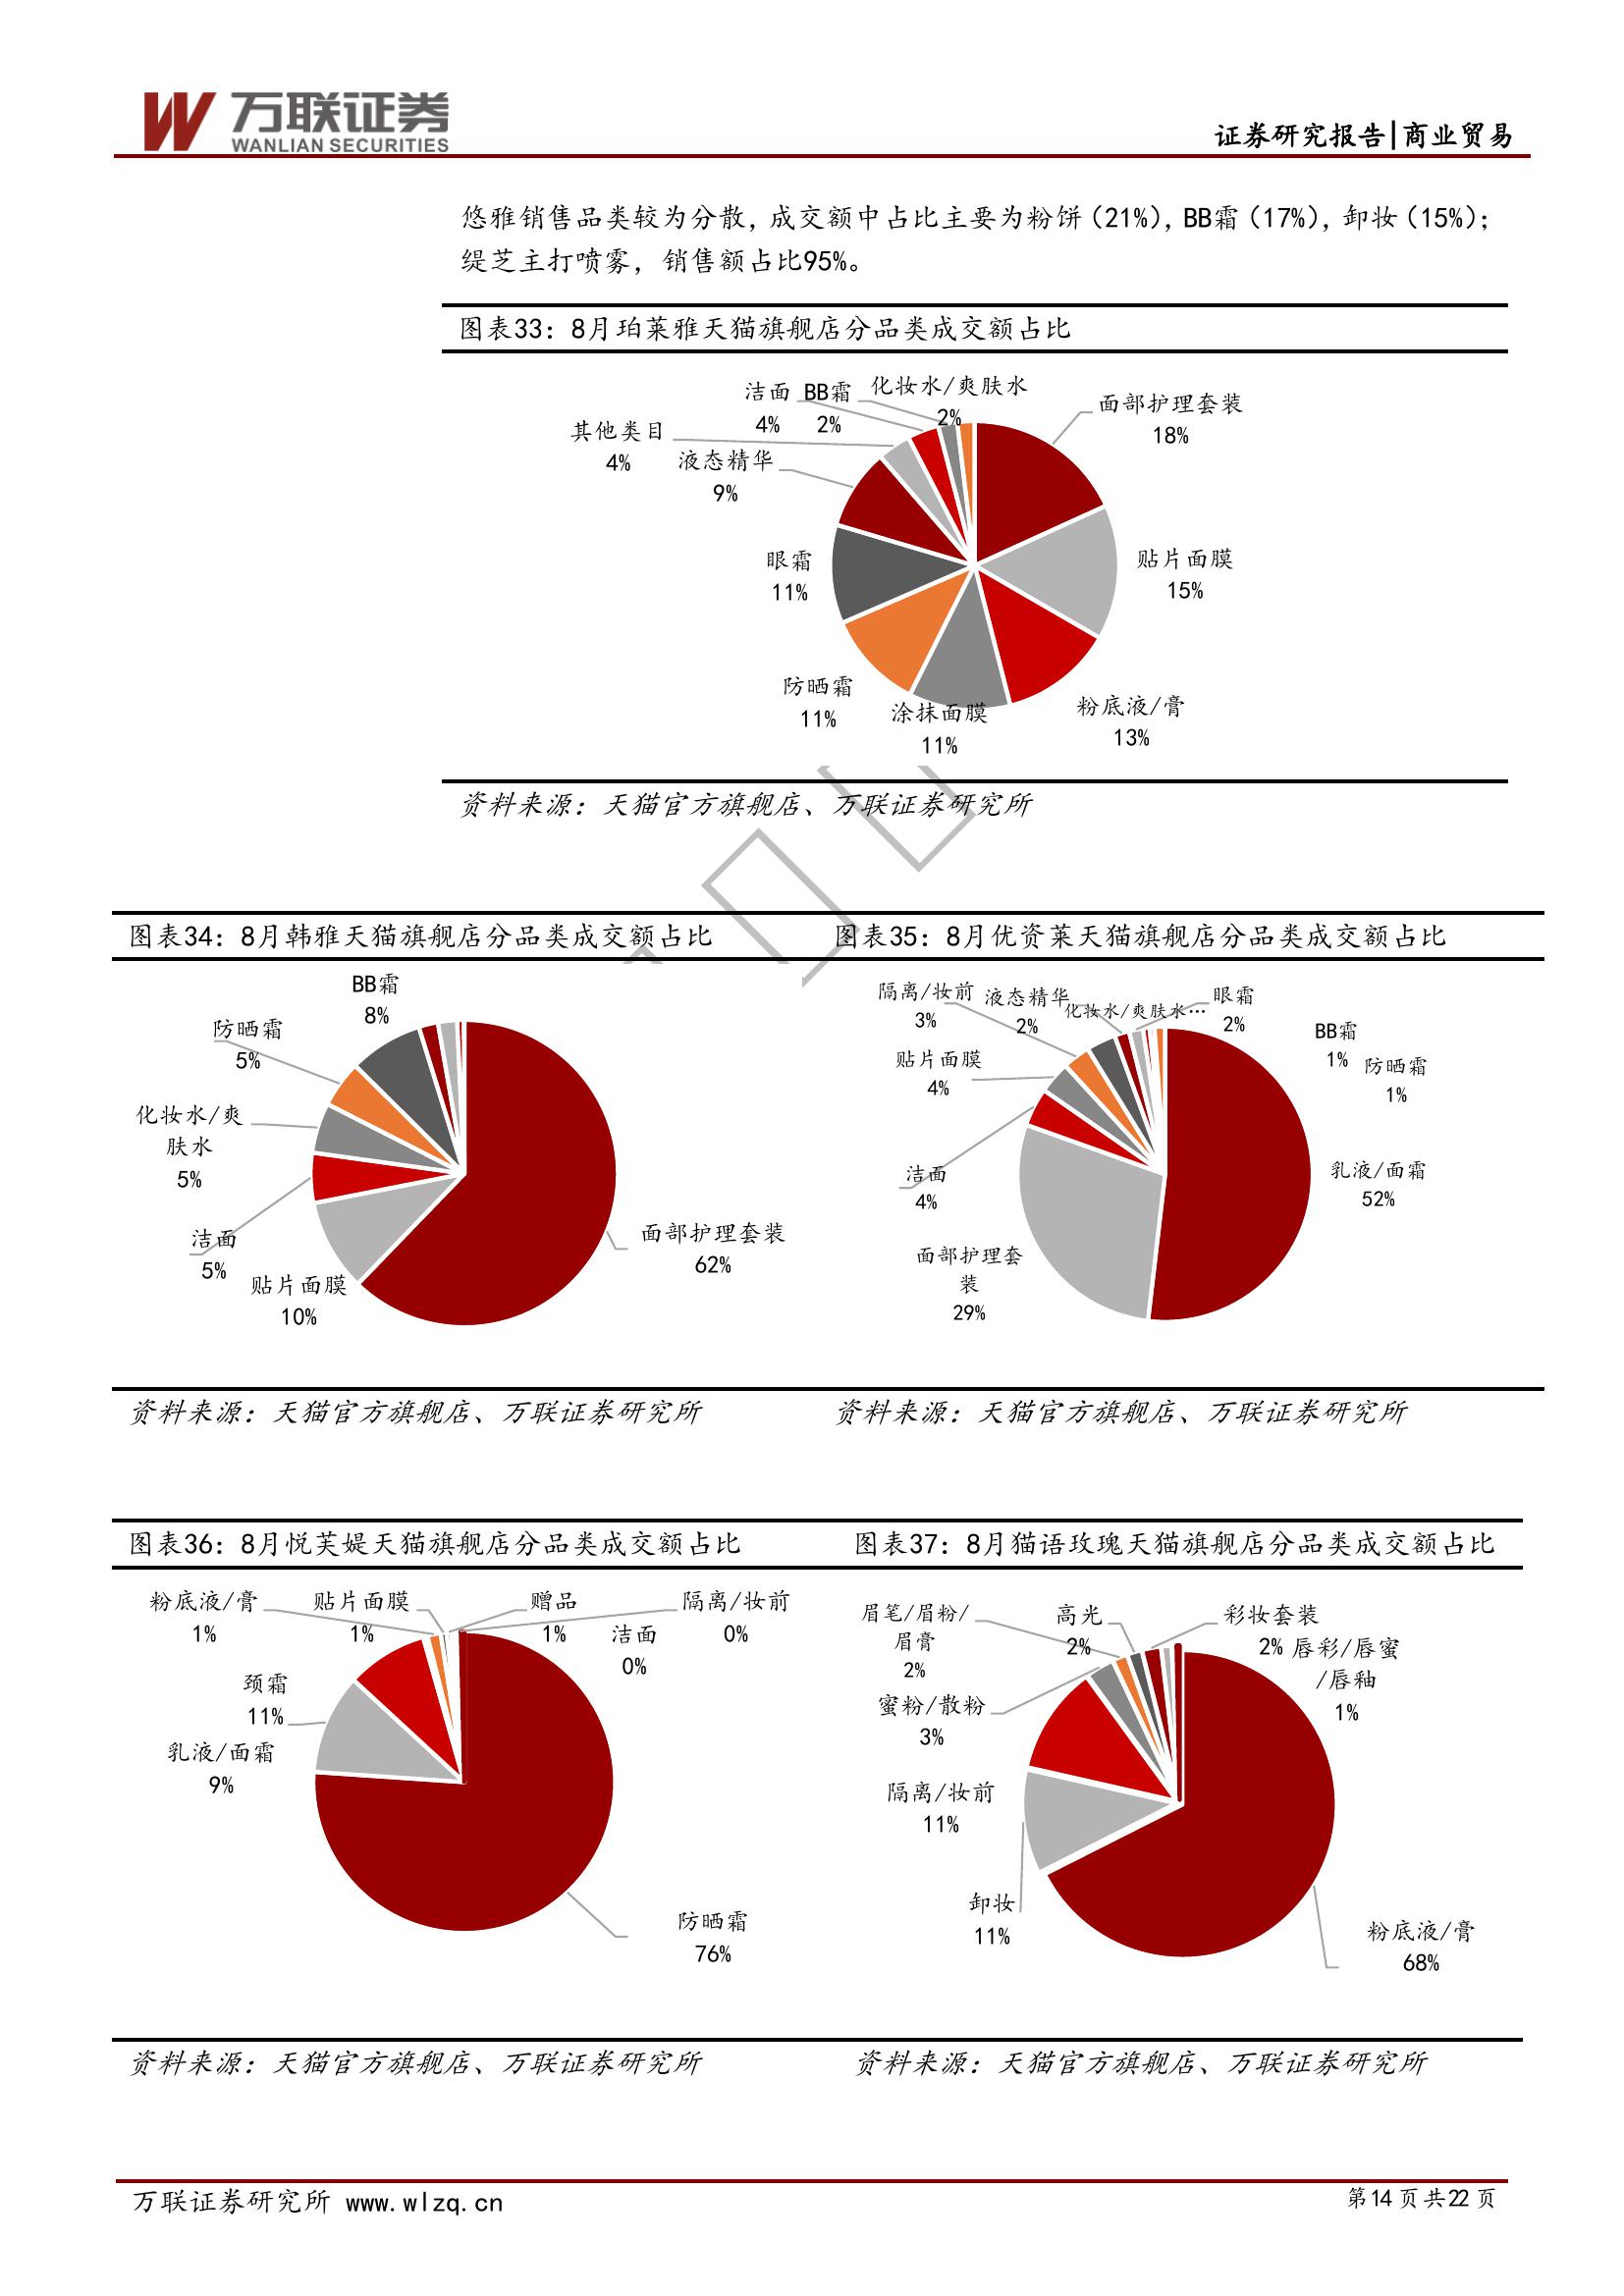 万联证券
WANLIAN SECURITIES
证券研究报告|商业贸易
悠雅销售品类较为分散，成交额中占比主要为粉饼（21%），BB霜（17%），卸妆（15%）；
缇芝主打喷雾，销售额占比95%。
图表33：8月珀莱雅天猫旗舰店分品类成交额占比
面部护理套装
18%
贴片面膜
15%
粉底液/膏
13%
涂抹面膜
11%
防晒霜
11%
眼霜
11%
液态精华
9%
其他类目
4%
洁面
4%
BB霜
2%
化妆水/爽肤水
2%
资料来源：天猫官方旗舰店、万联证券研究所
图表34：8月韩雅天猫旗舰店分品类成交额占比
面部护理套装
62%
贴片面膜
10%
洁面
5%
化妆水/爽
肤水
5%
防晒霜
5%
BB霜
8%
资料来源：天猫官方旗舰店、万联证券研究所
图表35：8月优资莱天猫旗舰店分品类成交额占比
乳液/面霜
52%
面部护理套
装
29%
洁面
4%
贴片面膜
4%
隔离/妆前
3%
液态精华
2%
化妆水/爽肤水…
眼霜
2%
BB霜
1%
防晒霜
1%
资料来源：天猫官方旗舰店、万联证券研究所
图表36：8月悦芙媞天猫旗舰店分品类成交额占比
防晒霜
76%
颈霜
11%
乳液/面霜
9%
粉底液/膏
1%
贴片面膜
1%
赠品
1%
洁面
0%
隔离/妆前
0%
资料来源：天猫官方旗舰店、万联证券研究所
图表37：8月猫语玫瑰天猫旗舰店分品类成交额占比
粉底液/膏
68%
卸妆
11%
隔离/妆前
11%
蜜粉/散粉
3%
眉笔/眉粉/
眉膏
2%
高光
2%
彩妆套装
2%
唇彩/唇蜜
/唇釉
1%
资料来源：天猫官方旗舰店、万联证券研究所
万联证券研究所 www.wlzq.cn
第14页共22页